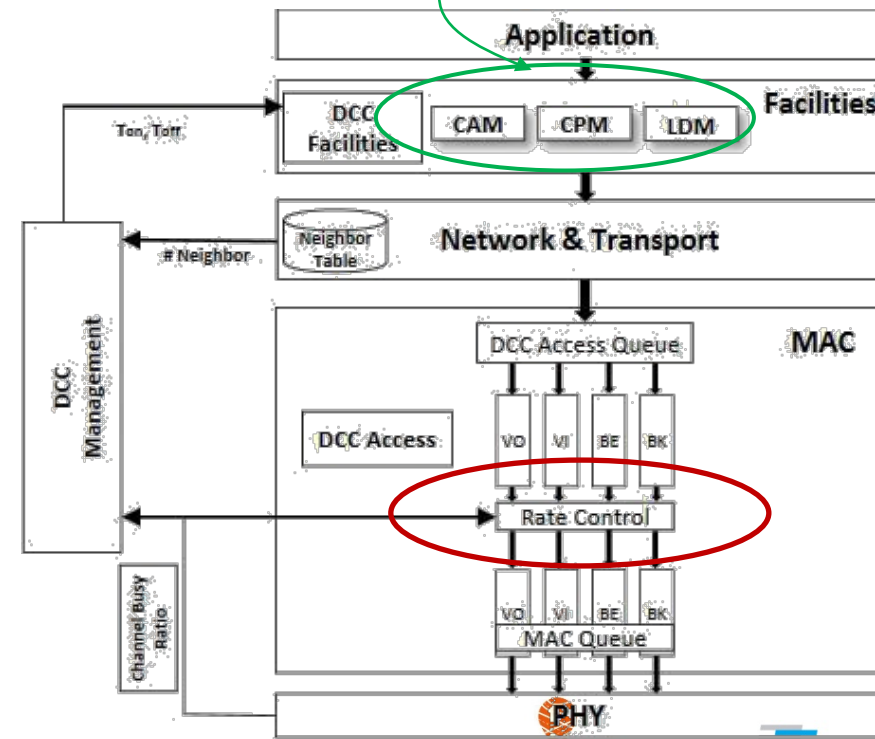 Application
Facilities
DCC
Facilities
CAM
CPM
LDM
Ton, Toff
Neighbor
Table
Network & Transport
# Neighbor
DCC
Management
MAC
DCC Access Queue
DCC Access
VO
VI
BE
BK
Rate Control
VO
VI
BE
BK
MAC Queue
Channel Busy
Ratio
PHY